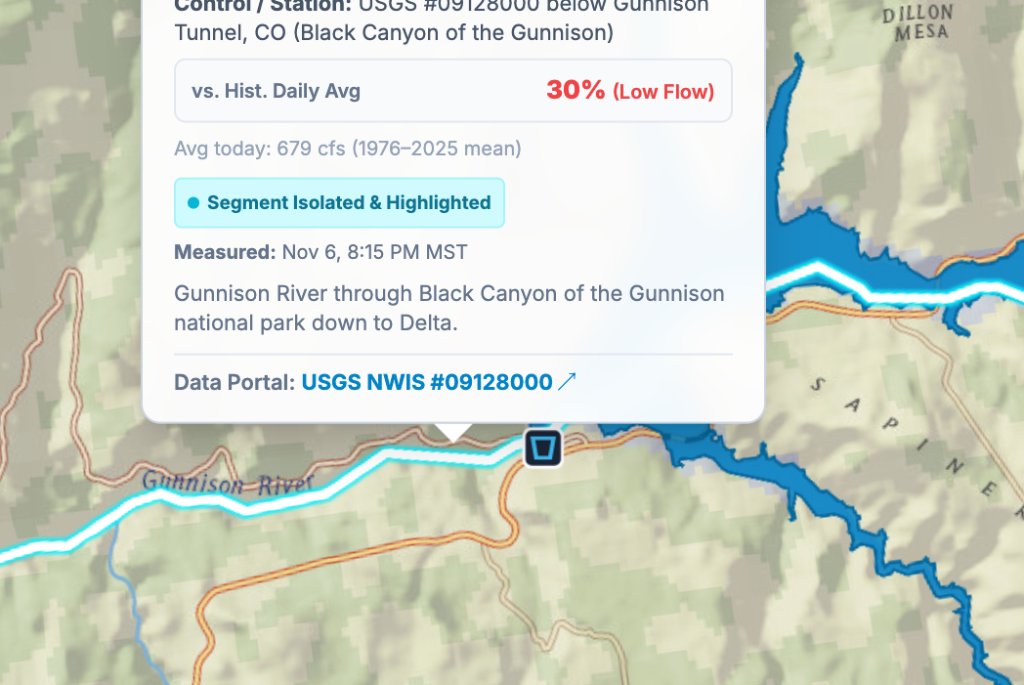 Control / Station: USGS #09128000 below Gunnison
Tunnel, CO (Black Canyon of the Gunnison)
vs. Hist. Daily Avg
30% (Low Flow)
Avg today: 679 cfs (1976–2025 mean)
Segment Isolated & Highlighted
Measured: Nov 6, 8:15 PM MST
Gunnison River through Black Canyon of the Gunnison
national park down to Delta.
Data Portal: USGS NWIS #09128000 ↗
DILLON
MESA
Gunnison River
S A P I N E R